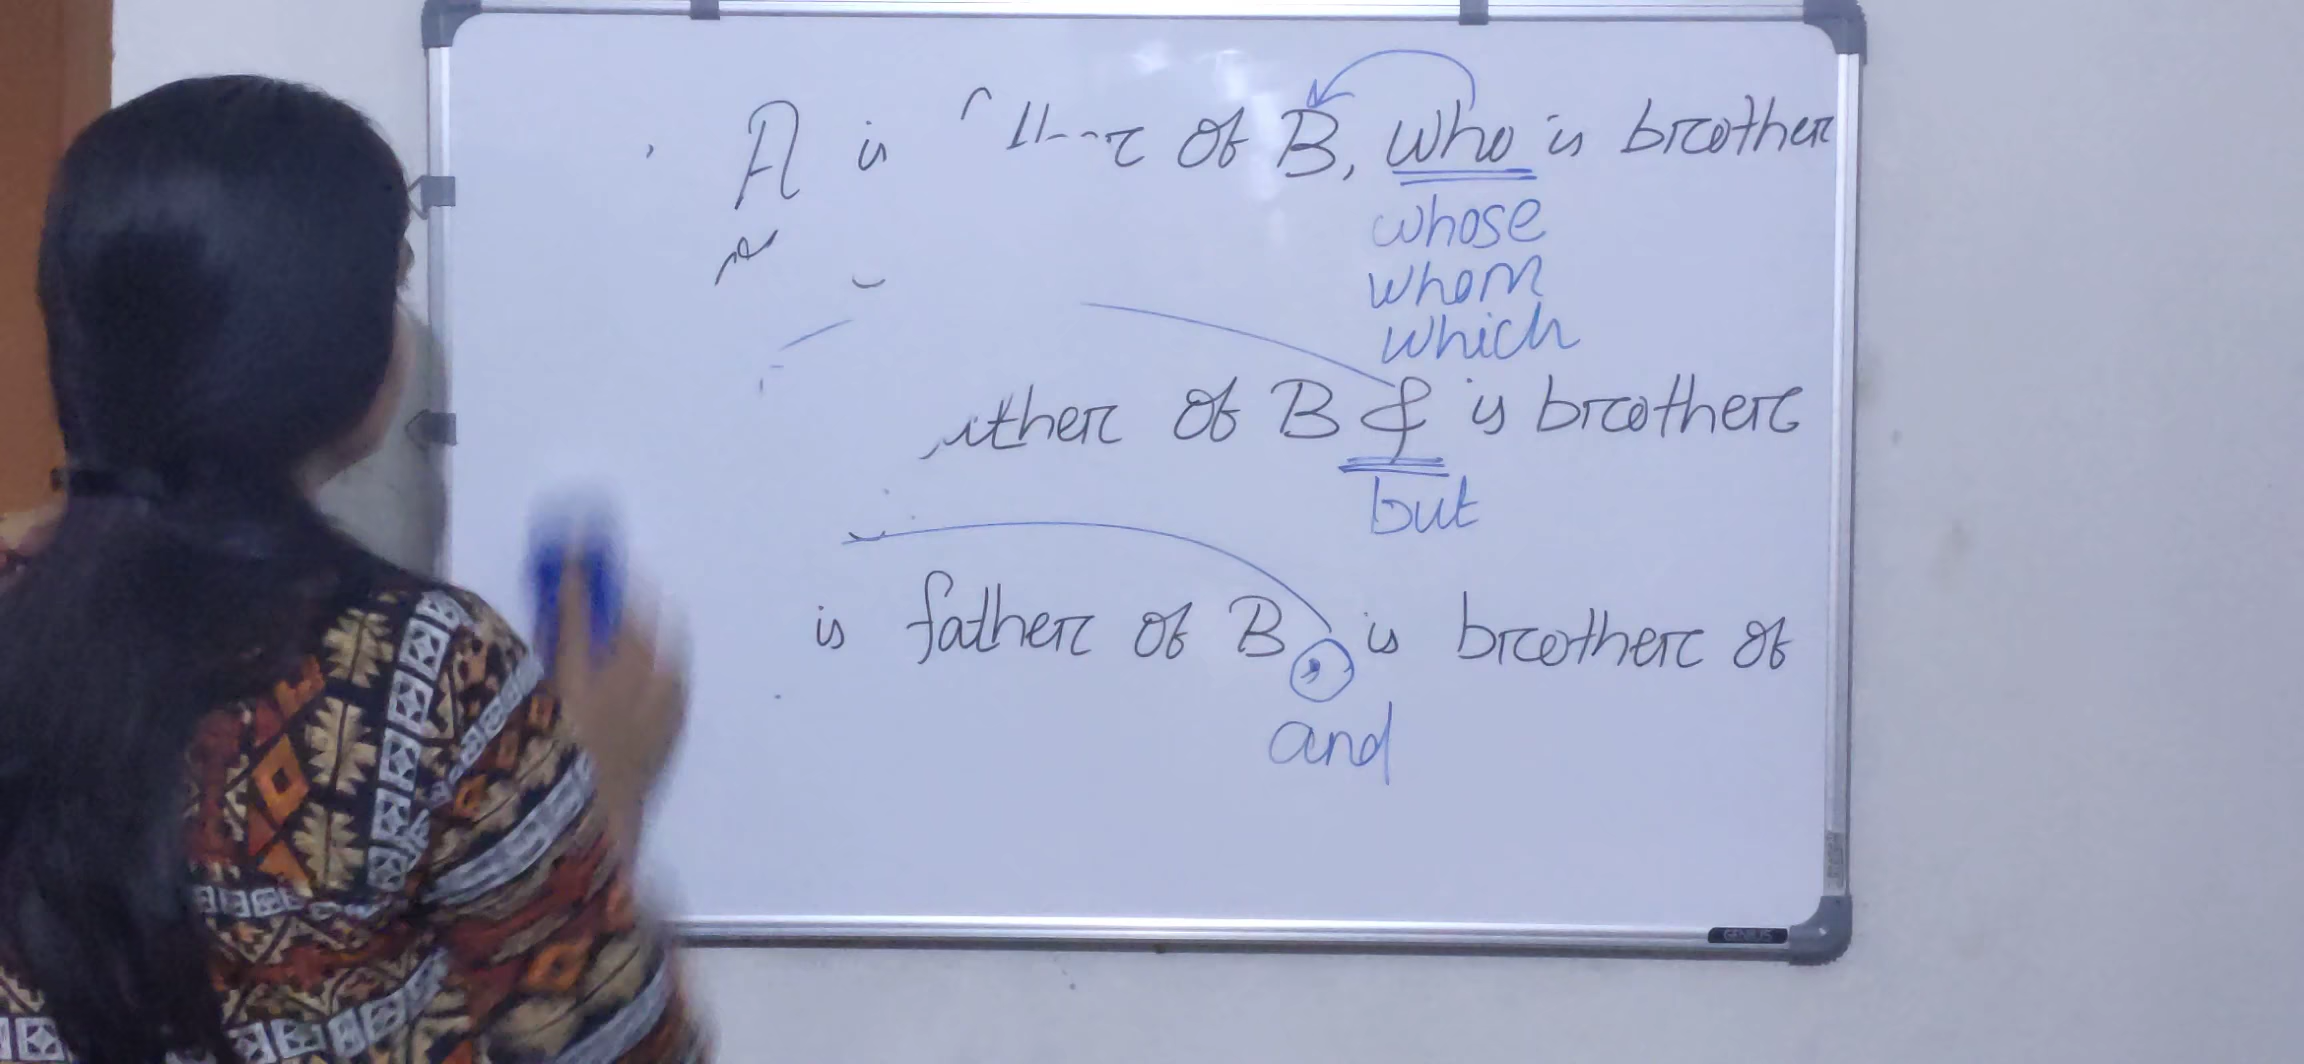 A is of B, who is brother
whose
whom
which
of B & is brother
but
is father of B, is brother of
and
GENIUS